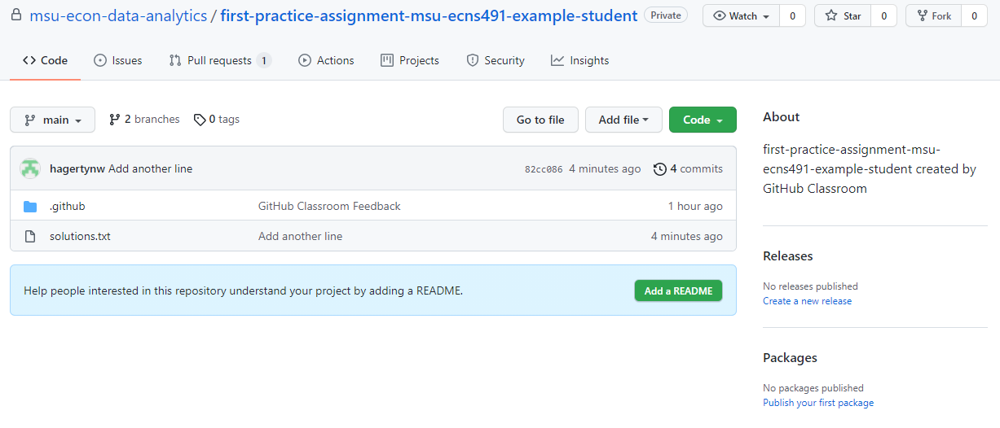 msu-econ-data-analytics / first-practice-assignment-msu-ecns491-example-student Private Watch 0 Star 0 Fork 0
Code Issues Pull requests 1 Actions Projects Security Insights
main 2 branches 0 tags Go to file Add file Code
hagertynw Add another line 82cc086 4 minutes ago 4 commits
.github GitHub Classroom Feedback 1 hour ago
solutions.txt Add another line 4 minutes ago
Help people interested in this repository understand your project by adding a README. Add a README
About
first-practice-assignment-msu-
ecns491-example-student created by
GitHub Classroom
Releases
No releases published
Create a new release
Packages
No packages published
Publish your first package